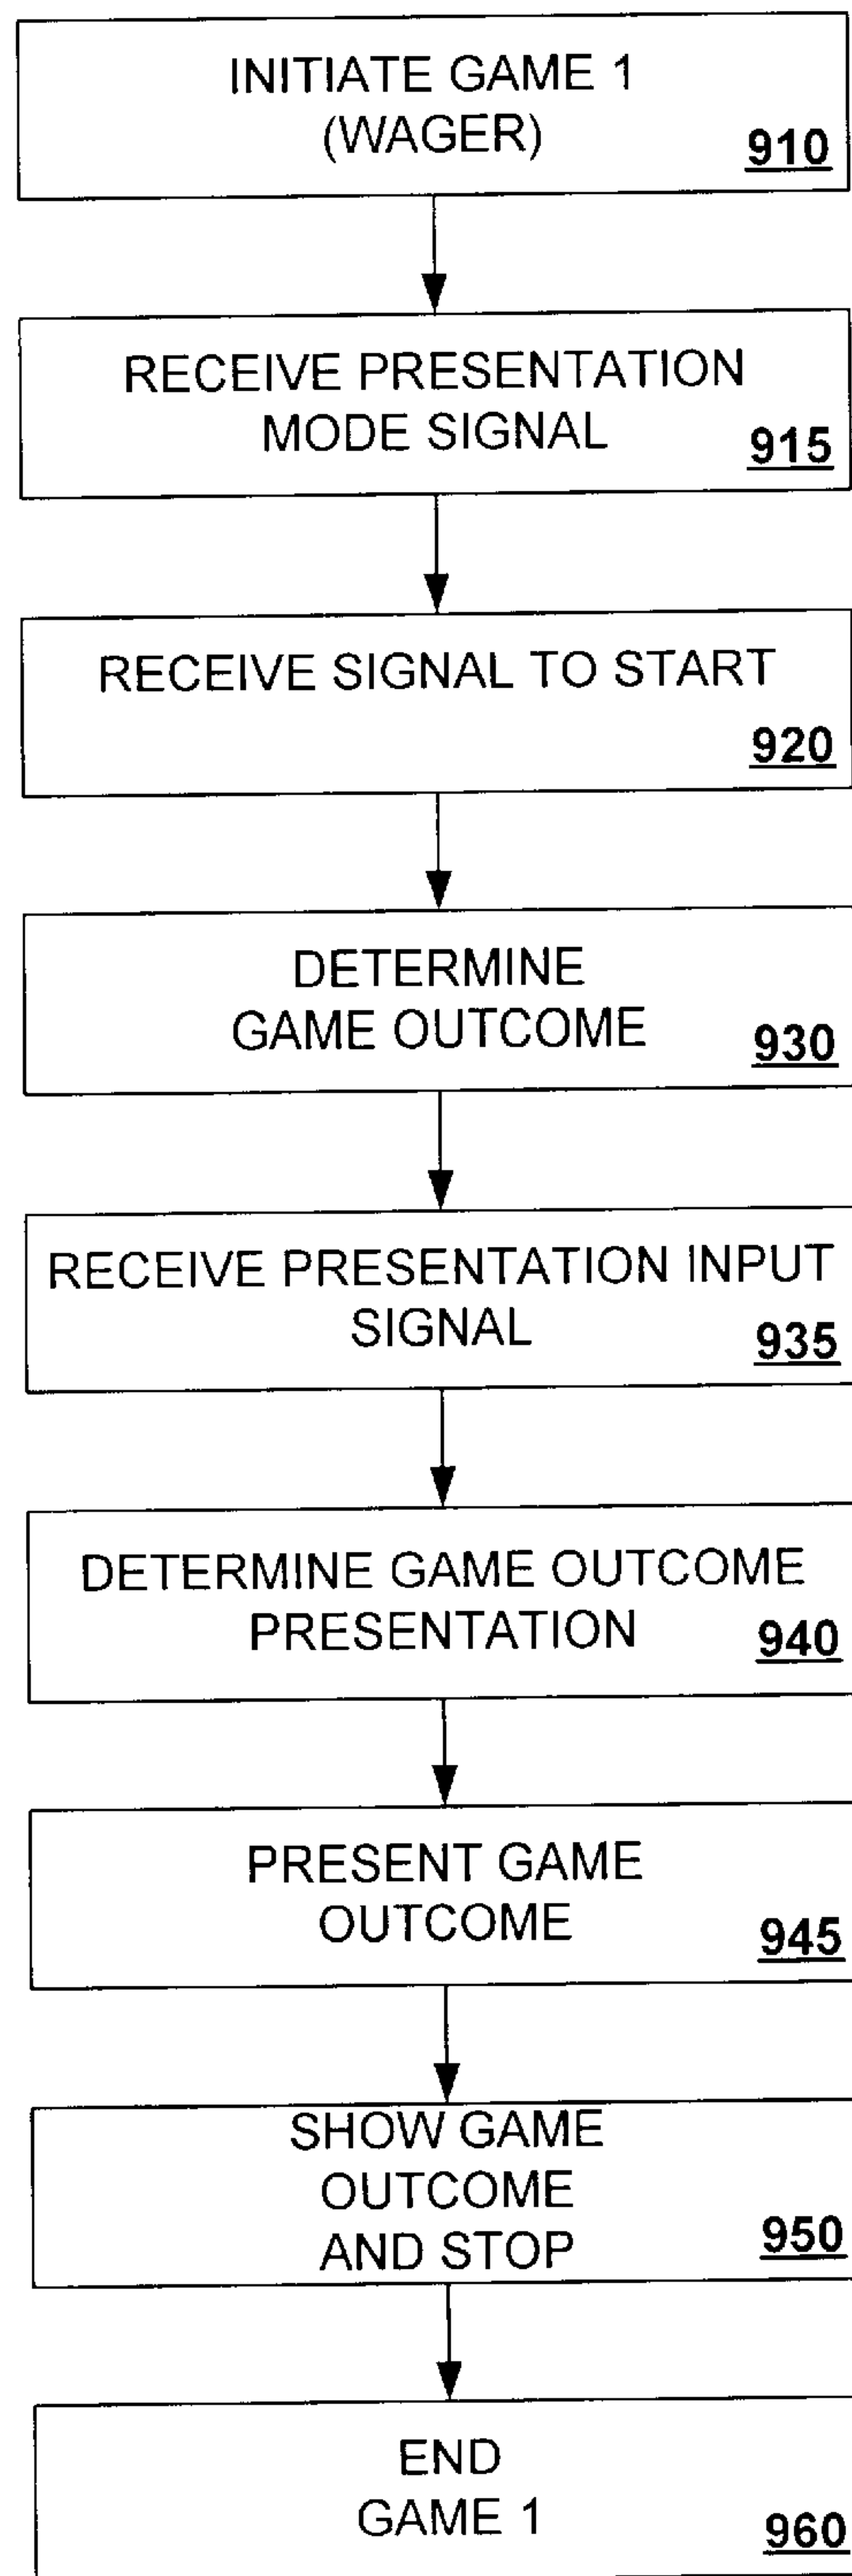 INITIATE GAME 1
(WAGER)
910
RECEIVE PRESENTATION
MODE SIGNAL
915
RECEIVE SIGNAL TO START
920
DETERMINE
GAME OUTCOME
930
RECEIVE PRESENTATION INPUT
SIGNAL
935
DETERMINE GAME OUTCOME
PRESENTATION
940
PRESENT GAME
OUTCOME
945
SHOW GAME
OUTCOME
AND STOP
950
END
GAME 1
960